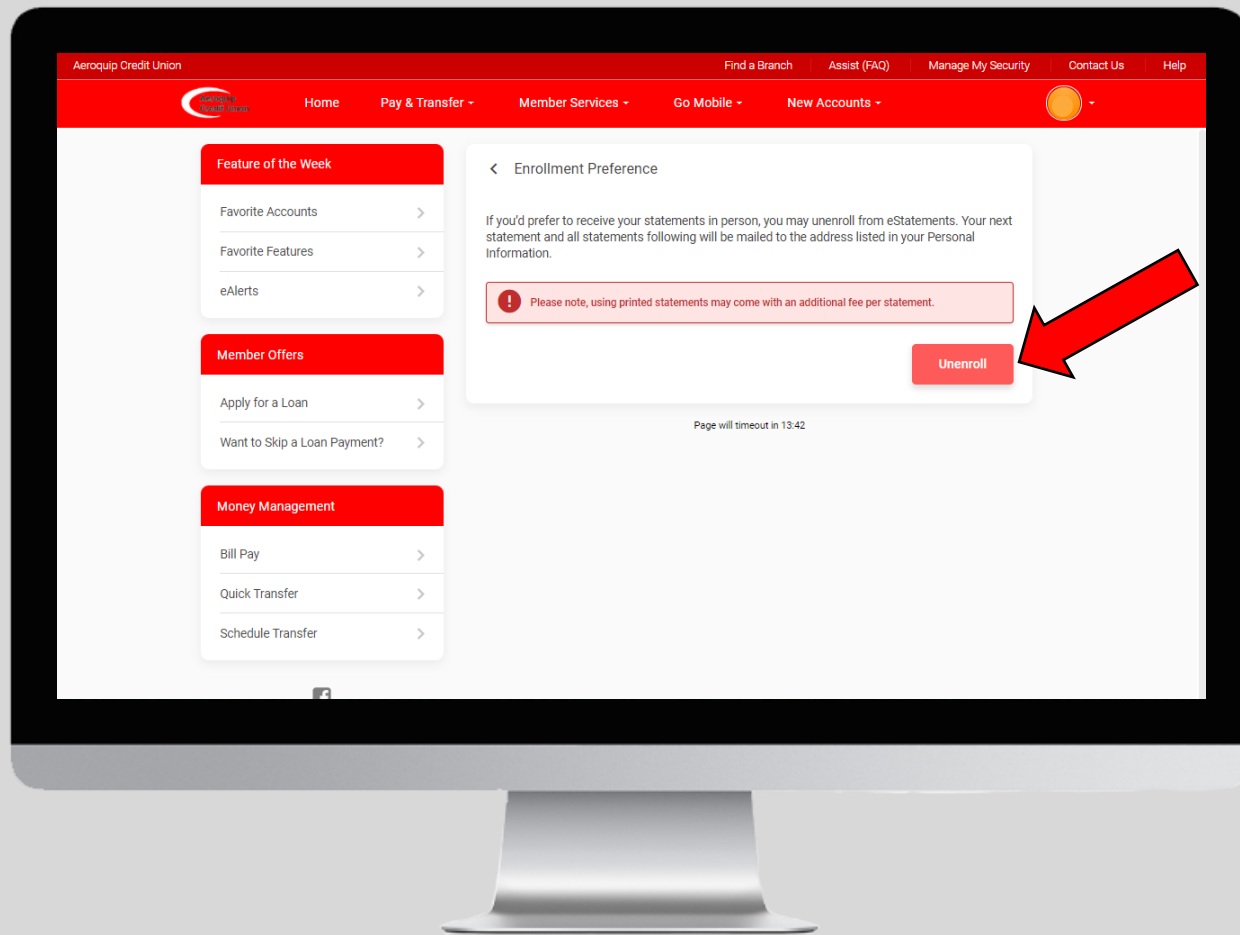 Aeroquip Credit Union
Find a Branch
Assist (FAQ)
Manage My Security
Contact Us
Help
Aeroquip
Credit Union
Home
Pay & Transfer
Member Services
Go Mobile
New Accounts
Feature of the Week
Favorite Accounts
Favorite Features
eAlerts
Member Offers
Apply for a Loan
Want to Skip a Loan Payment?
Money Management
Bill Pay
Quick Transfer
Schedule Transfer
Enrollment Preference
If you'd prefer to receive your statements in person, you may unenroll from eStatements. Your next
statement and all statements following will be mailed to the address listed in your Personal
Information.
Please note, using printed statements may come with an additional fee per statement.
Unenroll
Page will timeout in 13:42